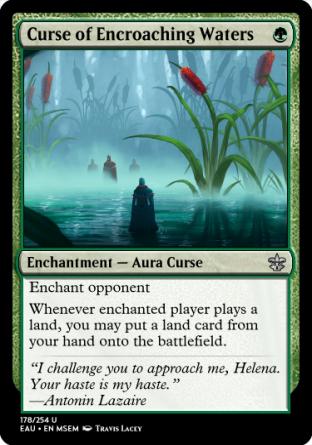 Curse of Encroaching Waters
Enchantment — Aura Curse
Enchant opponent
Whenever enchanted player plays a
land, you may put a land card from
your hand onto the battlefield.
“I challenge you to approach me, Helena.
Your haste is my haste.”
—Antonin Lazaire
178/254 U
EAU • EN MSEM Travis Lacey